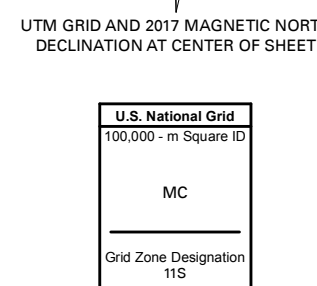 UTM GRID AND 2017 MAGNETIC NORT
DECLINATION AT CENTER OF SHEET
U.S. National Grid
100,000 - m Square ID
MC
Grid Zone Designation
11S